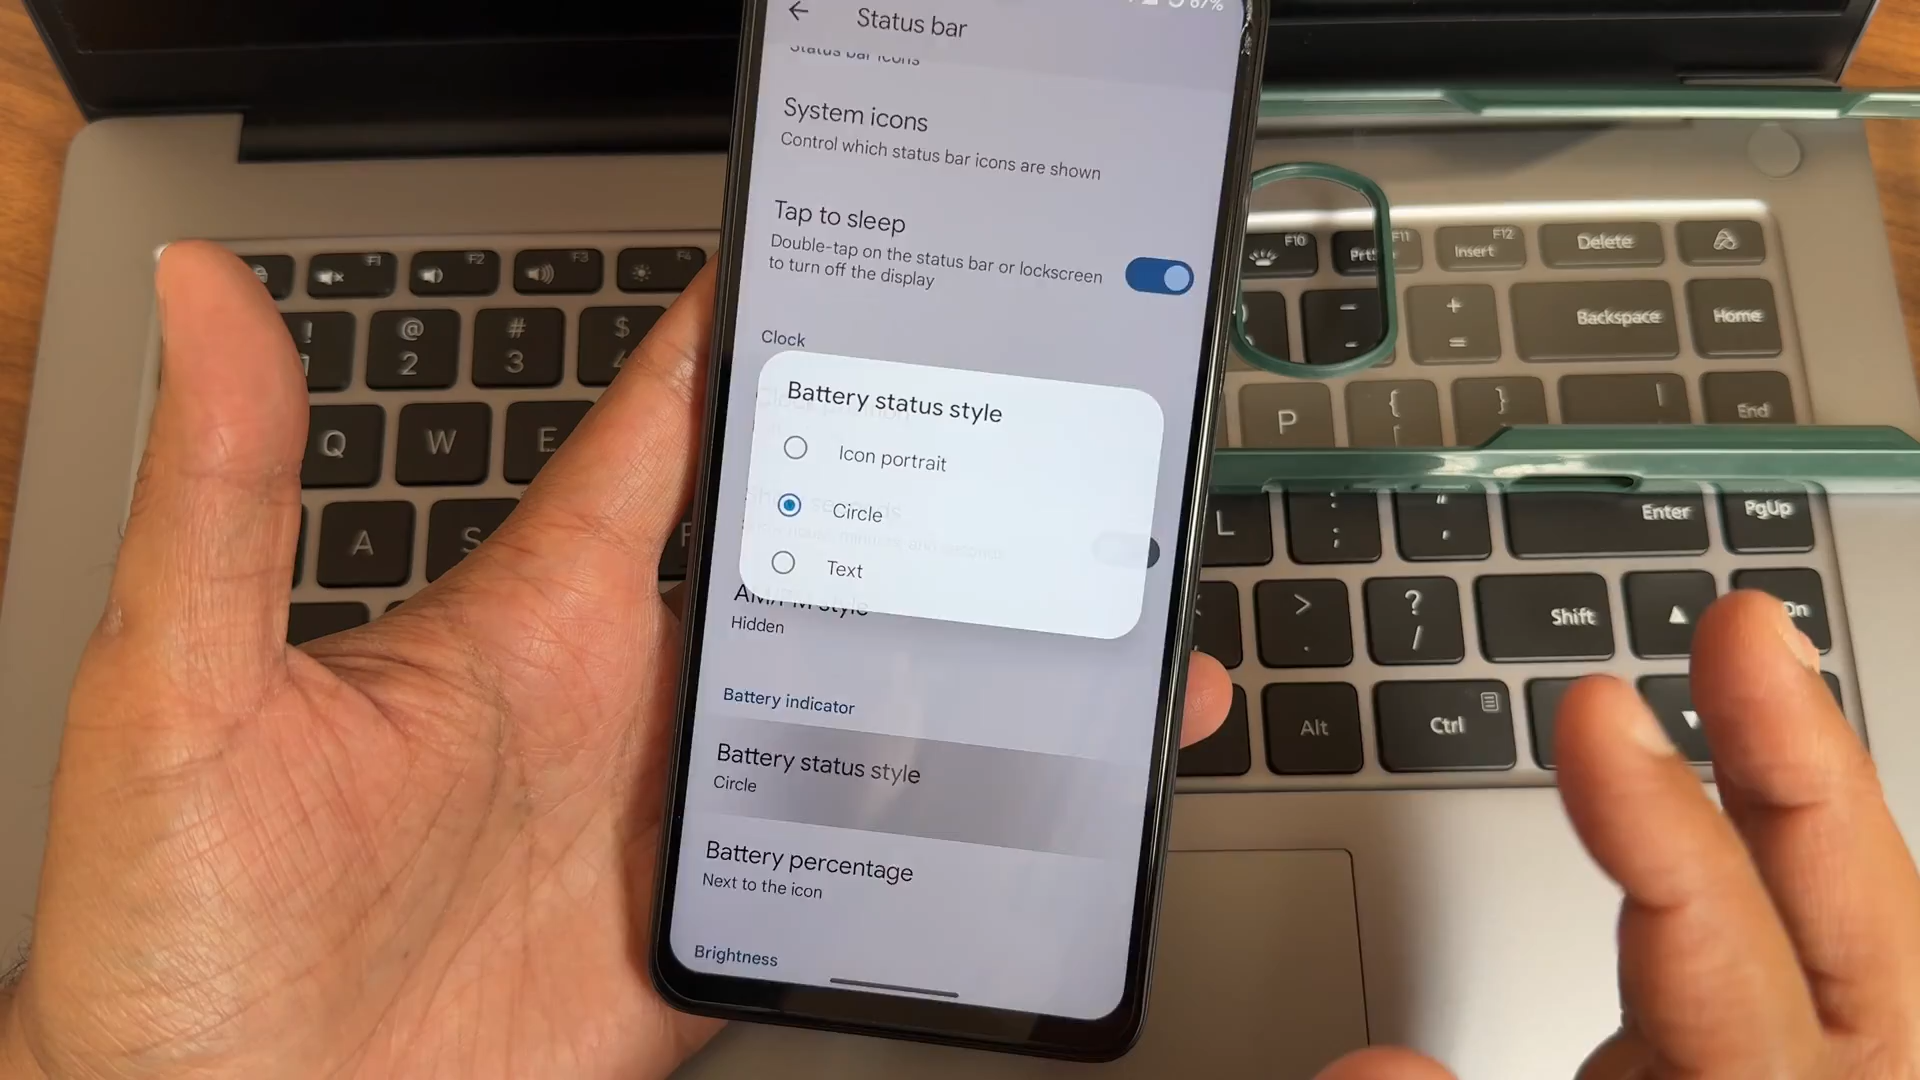 67%
Status bar
Status bar icons
System icons
Control which status bar icons are shown
Tap to sleep
Double-tap on the status bar or lockscreen
to turn off the display
Clock
Battery status style
Icon portrait
Circle
Text
AM/PM style
Hidden
Battery indicator
Battery status style
Circle
Battery percentage
Next to the icon
Brightness
F1
F2
F3
F4
F10
F11
F12
Insert
Delete
!
@
2
#
3
$
4
-
+
=
Backspace
Home
Q
W
E
P
{
}
End
A
S
L
:
;
"
Enter
PgUp
>
.
?
/
Shift
Alt
Ctrl